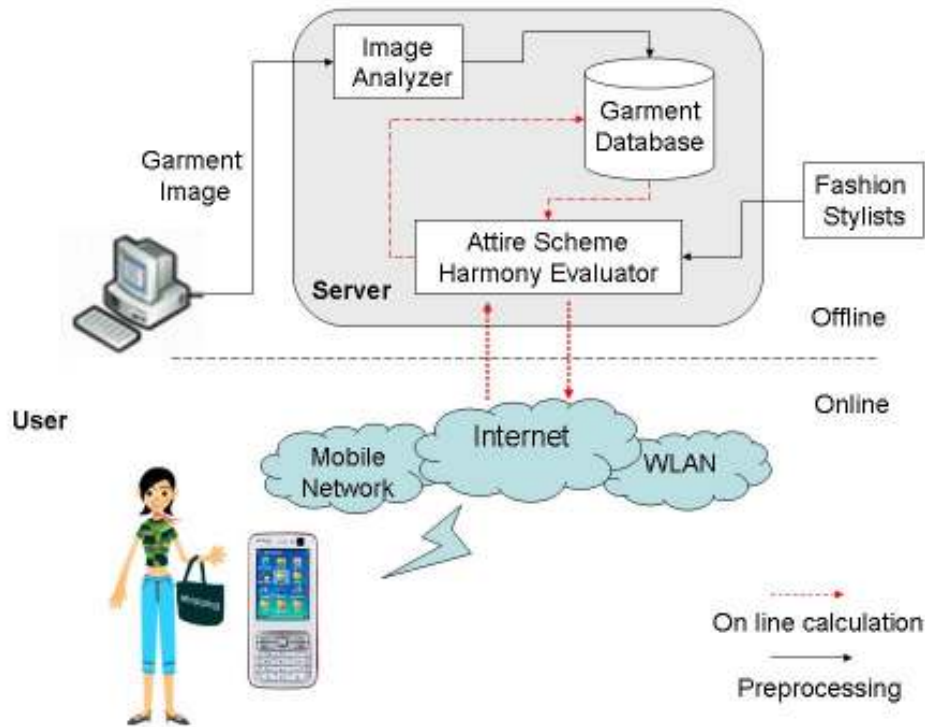 Image
Analyzer
Garment
Database
Garment
Image
Fashion
Stylists
Attire Scheme
Harmony Evaluator
Server
Offline
Online
User
Internet
Mobile
Network
WLAN
On line calculation
Preprocessing